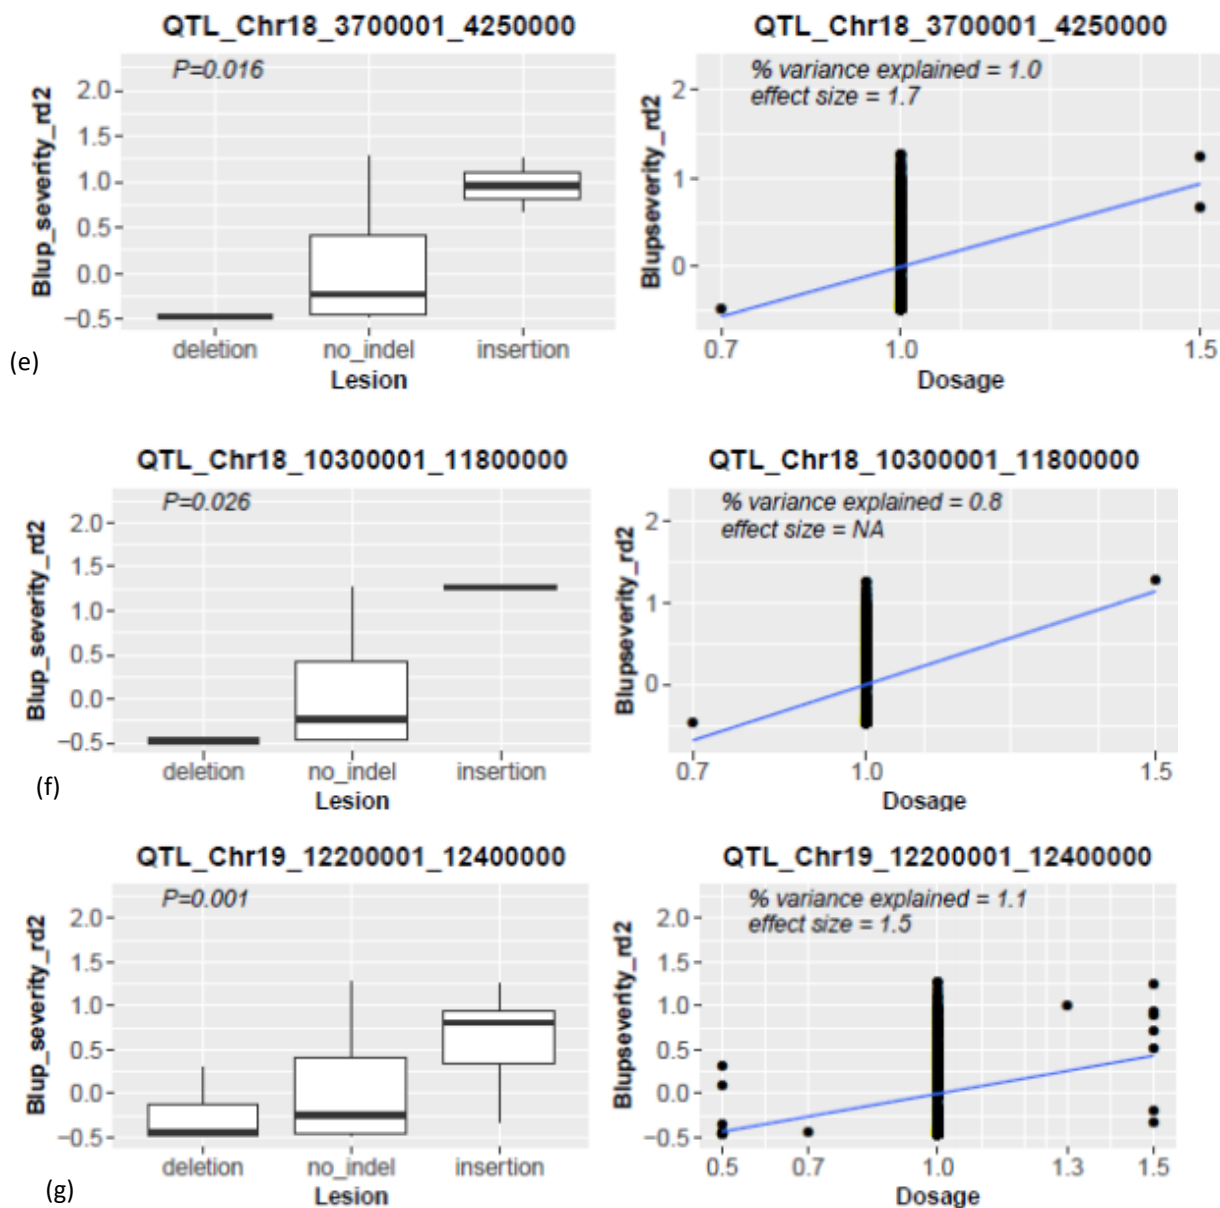 QTL_Chr18_3700001_4250000
P=0.016
Blup_severity_rd2
2.0
1.5
1.0
0.5
0.0
−0.5
deletion no_indel insertion
Lesion
QTL_Chr18_3700001_4250000
% variance explained = 1.0
effect size = 1.7
Blupseverity_rd2
2
1
0
0.7 1.0 1.5
Dosage
(e)
QTL_Chr18_10300001_11800000
P=0.026
Blup_severity_rd2
2.0
1.5
1.0
0.5
0.0
−0.5
deletion no_indel insertion
Lesion
QTL_Chr18_10300001_11800000
% variance explained = 0.8
effect size = NA
Blupseverity_rd2
2
1
0
0.7 1.0 1.5
Dosage
(f)
QTL_Chr19_12200001_12400000
P=0.001
Blup_severity_rd2
2.0
1.5
1.0
0.5
0.0
−0.5
deletion no_indel insertion
Lesion
QTL_Chr19_12200001_12400000
% variance explained = 1.1
effect size = 1.5
Blupseverity_rd2
2.0
1.5
1.0
0.5
0.0
−0.5
0.5 0.7 1.0 1.3 1.5
Dosage
(g)